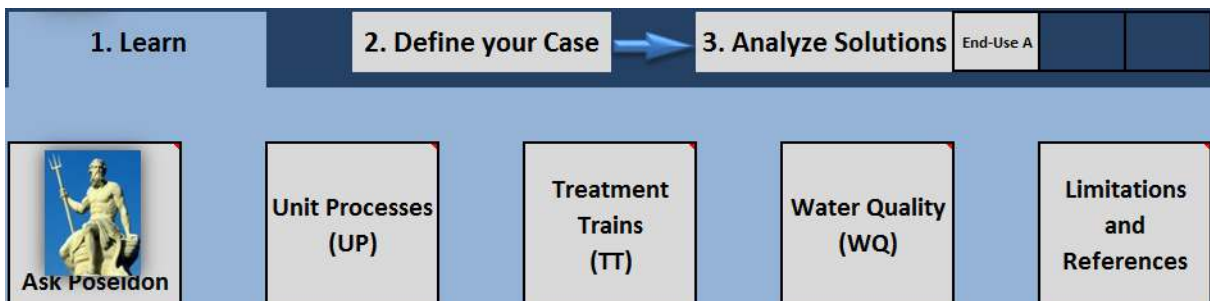 1. Learn
2. Define your Case
3. Analyze Solutions
End-Use A
Ask Poseidon
Unit Processes
(UP)
Treatment
Trains
(TT)
Water Quality
(WQ)
Limitations
and
References